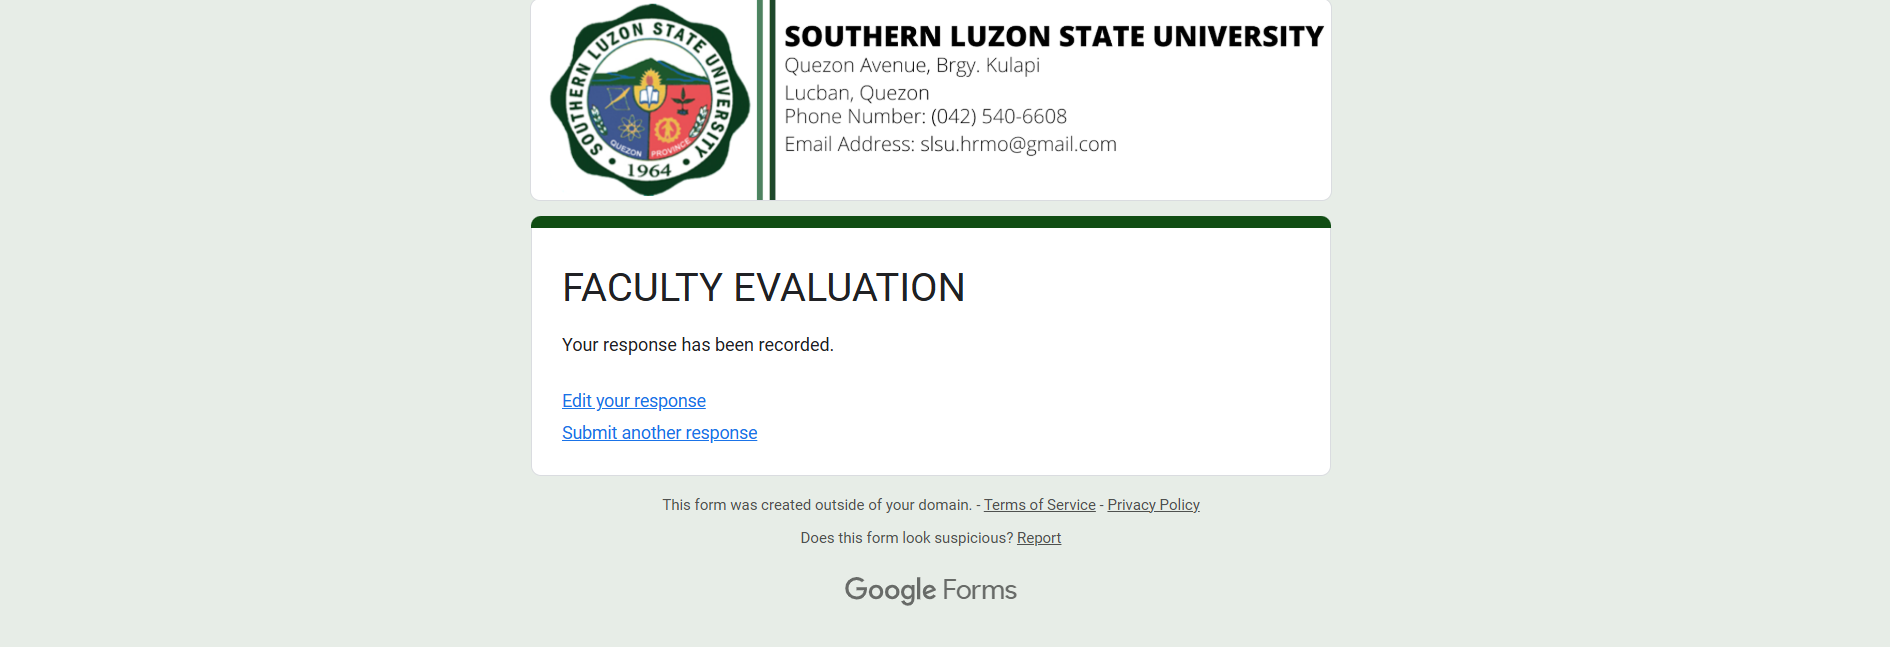 SOUTHERN LUZON STATE UNIVERSITY
QUEZON PROVINCE
1964
SOUTHERN LUZON STATE UNIVERSITY
Quezon Avenue, Brgy. Kulapi
Lucban, Quezon
Phone Number: (042) 540-6608
Email Address: slsu.hrmo@gmail.com
FACULTY EVALUATION
Your response has been recorded.
Edit your response
Submit another response
This form was created outside of your domain. - Terms of Service - Privacy Policy
Does this form look suspicious? Report
Google Forms